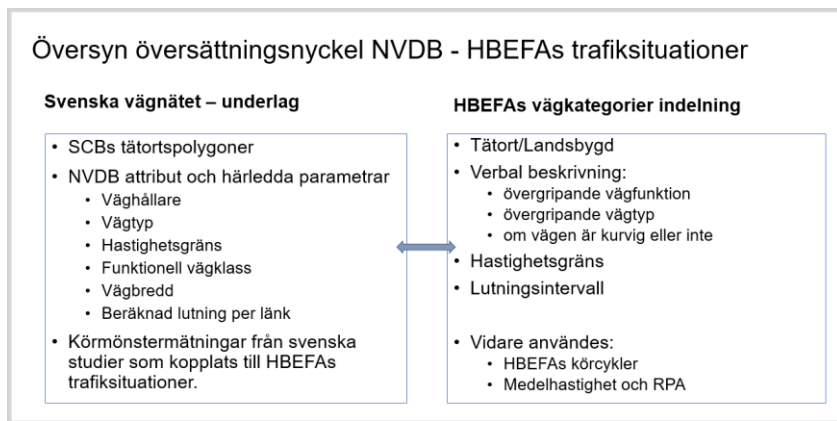 Översyn översättningsnyckel NVDB - HBEFAs trafiksituationer
Svenska vägnätet – underlag
• SCBs tätortspolygoner
• NVDB attribut och härledda parametrar
• Väghållare
• Vägtyp
• Hastighetsgräns
• Funktionell vägklass
• Vägbredd
• Beräknad lutning per länk
• Körmönstermätningar från svenska
studier som kopplats till HBEFAs
trafiksituationer.
HBEFAs vägkategorier indelning
• Tätort/Landsbygd
• Verbal beskrivning:
• övergripande vägfunktion
• övergripande vägtyp
• om vägen är kurvig eller inte
• Hastighetsgräns
• Lutningsintervall
• Vidare användes:
• HBEFAs körcykler
• Medelhastighet och RPA